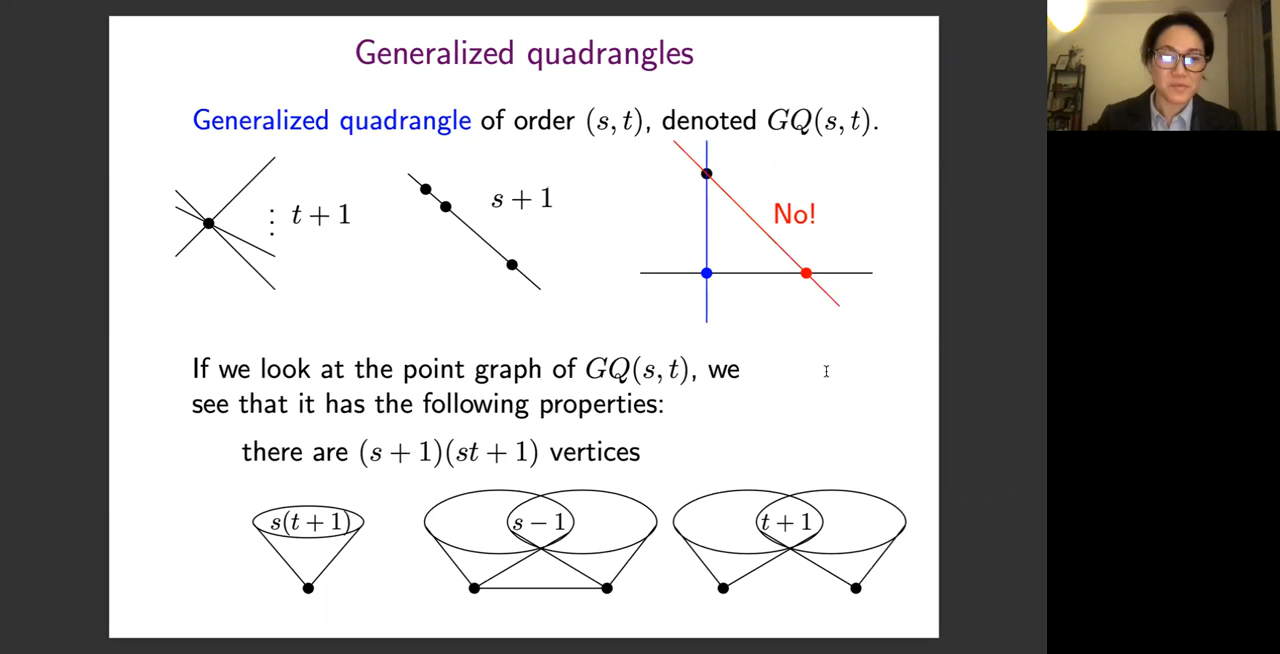 Generalized quadrangles
Generalized quadrangle of order (s, t), denoted GQ(s, t).
⋮ t + 1
s + 1
No!
If we look at the point graph of GQ(s, t), we
see that it has the following properties:
there are (s + 1)(st + 1) vertices
s(t + 1)
s − 1
t + 1